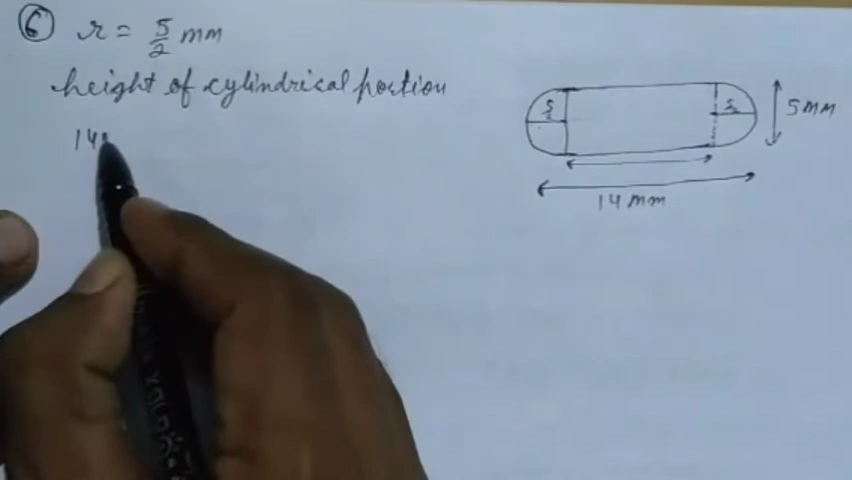 6 r = 5/2 mm
height of cylindrical portion
14
5/2
5/2
5 mm
14 mm